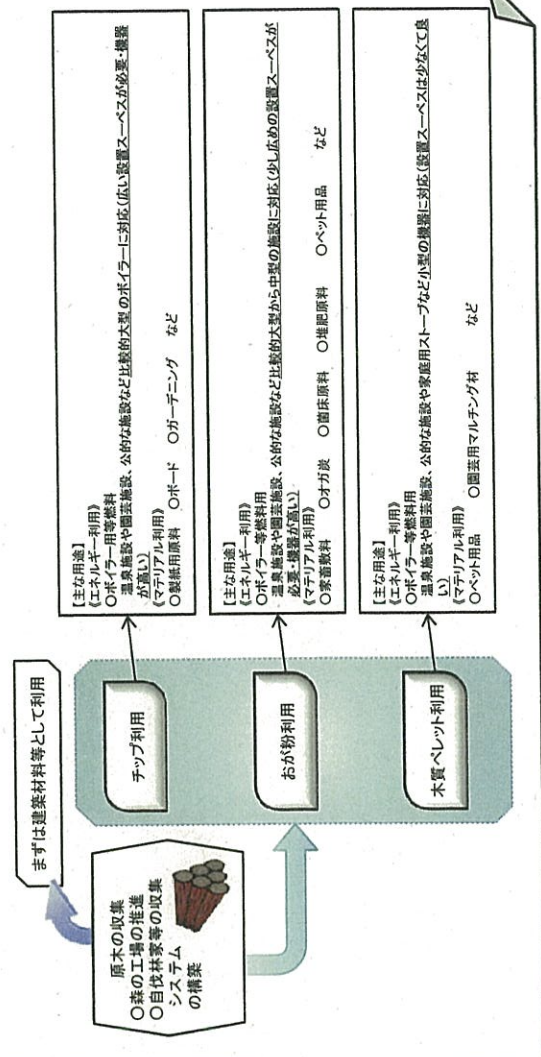 まずは建築材料等として利用
原木の収集
○森の工場の推進
○自伐林家等の収集
システム
の構築
チップ利用
【主な用途】
《エネルギー利用》
○ボイラー用等燃料
温泉施設や園芸施設、公的な施設など比較的大型のボイラーに対応(広い設置スーペスが必要・機器
が高い)
《マテリアル利用》
○製紙用原料 ○ボード ○ガーデニング など
おが粉利用
【主な用途】
《エネルギー利用》
○ボイラー等燃料用
温泉施設や園芸施設、公的な施設など比較的大型から中型の施設に対応(少し広めの設置スーペスが
必要・機器が高い)
《マテリアル利用》
○家畜敷料 ○オガ炭 ○菌床原料 ○堆肥原料 ○ペット用品 など
木質ペレット利用
【主な用途】
《エネルギー利用》
○ボイラー等燃料用
温泉施設や園芸施設、公的な施設や家庭用ストーブなど小型の機器に対応(設置スーペスは少なくて良
い)
《マテリアル利用》
○ペット用品 ○園芸用マルチング材 など